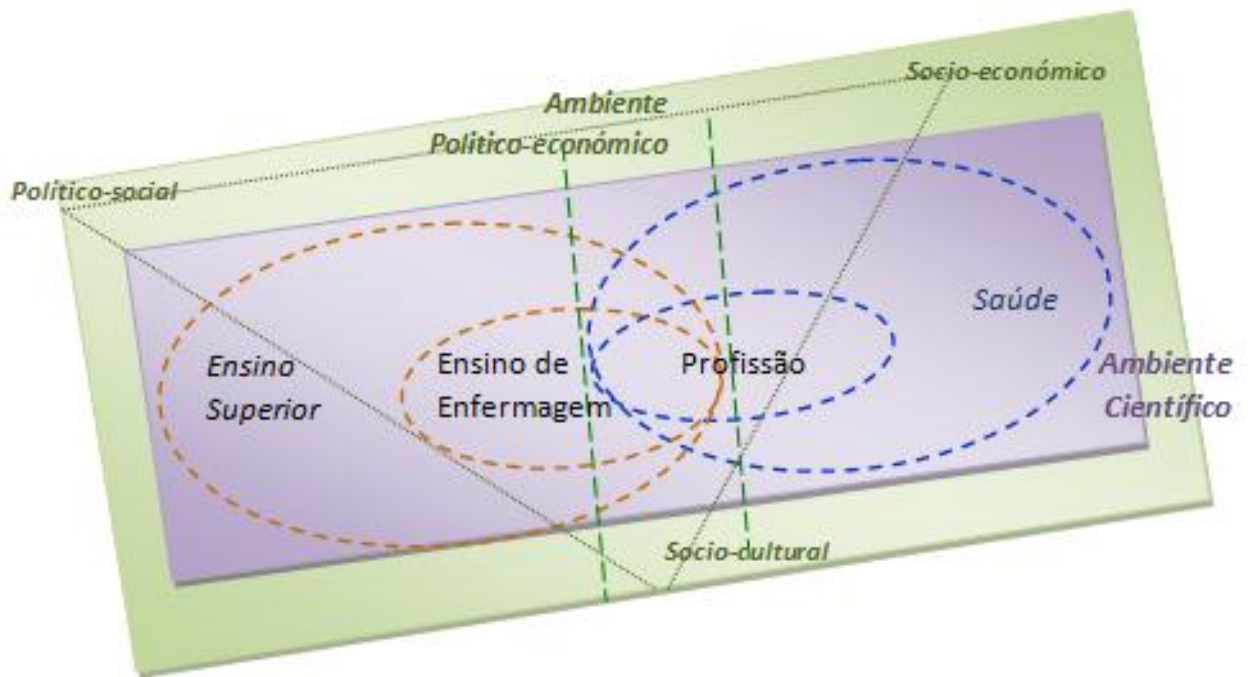 Socio-económico
Ambiente
Político-económico
Político-social
Saúde
Ensino
Superior
Ensino de
Enfermagem
Profissão
Ambiente
Científico
Socio-cultural